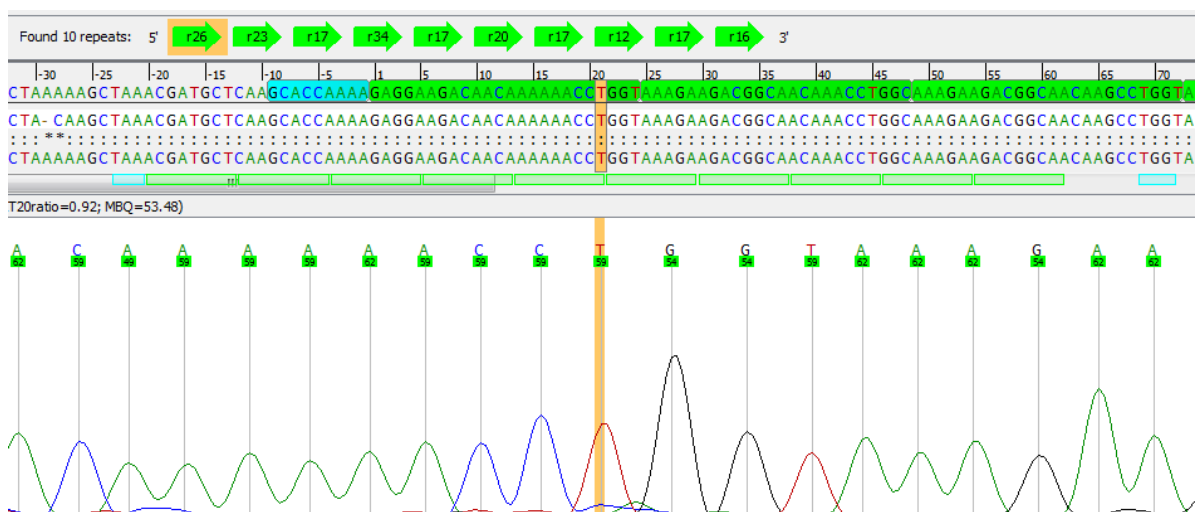 Found 10 repeats: 5' r26 r23 r17 r34 r17 r20 r17 r12 r17 r16 3'
-30 -25 -20 -15 -10 -5 1 5 10 15 20 25 30 35 40 45 50 55 60 65 70
CTAAAAAGCTAAACGATGCTCAAGCACCAAAAGAGGAAGACAACAAAAAACCTGGTAAAGAAGACGGCAACAAACCTGGCAAAGAAGACGGCAACAAGCCTGGTA
CTA-CAAGCTAAACGATGCTCAAGCACCAAAAGAGGAAGACAACAAAAAACCTGGTAAAGAAGACGGCAACAAACCTGGCAAAGAAGACGGCAACAAGCCTGGTA
:::**::::::::::::::::::::::::::::::::::::::::::::::::::::::::::::::::::::::::::::::::::::::::::::::::::::
CTAAAAAGCTAAACGATGCTCAAGCACCAAAAGAGGAAGACAACAAAAAACCTGGTAAAGAAGACGGCAACAAACCTGGCAAAGAAGACGGCAACAAGCCTGGTA
T20ratio=0.92; MBQ=53.48)
A C A A A A A A C C T G G T A A A G A A
62 59 49 59 59 59 62 59 59 59 59 54 54 59 62 62 62 54 62 62